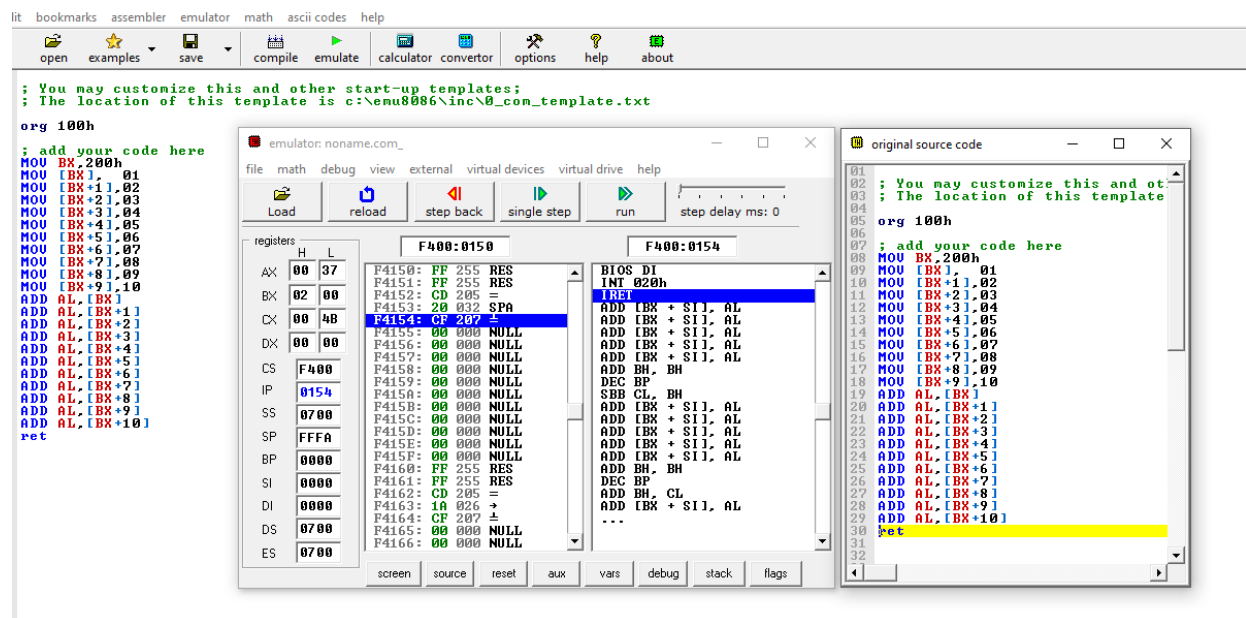 lit bookmarks assembler emulator math ascii codes help
open examples save compile emulate calculator convertor options help about
; You may customize this and other start-up templates;
; The location of this template is c:\emu8086\inc\0_com_template.txt
org 100h
; add your code here
MOV BX,200h
MOV [BX], 01
MOV [BX+1],02
MOV [BX+2],03
MOV [BX+3],04
MOV [BX+4],05
MOV [BX+5],06
MOV [BX+6],07
MOV [BX+7],08
MOV [BX+8],09
MOV [BX+9],10
ADD AL,[BX]
ADD AL,[BX+1]
ADD AL,[BX+2]
ADD AL,[BX+3]
ADD AL,[BX+4]
ADD AL,[BX+5]
ADD AL,[BX+6]
ADD AL,[BX+7]
ADD AL,[BX+8]
ADD AL,[BX+9]
ADD AL,[BX+10]
ret
emulator: noname.com_
file math debug view external virtual devices virtual drive help
Load reload step back single step run step delay ms: 0
registers
H L
AX 00 37
BX 02 00
CX 00 4B
DX 00 00
CS F400
IP 0154
SS 0700
SP FFFA
BP 0000
SI 0000
DI 0000
DS 0700
ES 0700
F400:0150
F4150: FF 255 RES
F4151: FF 255 RES
F4152: CD 205 =
F4153: 20 032 SPA
F4154: CF 207 ╧
F4155: 00 000 NULL
F4156: 00 000 NULL
F4157: 00 000 NULL
F4158: 00 000 NULL
F4159: 00 000 NULL
F415A: 00 000 NULL
F415B: 00 000 NULL
F415C: 00 000 NULL
F415D: 00 000 NULL
F415E: 00 000 NULL
F415F: 00 000 NULL
F4160: FF 255 RES
F4161: FF 255 RES
F4162: CD 205 =
F4163: 1A 026 →
F4164: CF 207 ╧
F4165: 00 000 NULL
F4166: 00 000 NULL
F400:0154
BIOS DI
INT 020h
IRET
ADD [BX + SI], AL
ADD [BX + SI], AL
ADD [BX + SI], AL
ADD [BX + SI], AL
ADD [BX + SI], AL
ADD BH, BH
DEC BP
SBB CL, BH
ADD [BX + SI], AL
ADD [BX + SI], AL
ADD [BX + SI], AL
ADD [BX + SI], AL
ADD [BX + SI], AL
ADD BH, BH
DEC BP
ADD BH, CL
ADD [BX + SI], AL
...
screen source reset aux vars debug stack flags
original source code
01
02 ; You may customize this and ot
03 ; The location of this template
04
05 org 100h
06
07 ; add your code here
08 MOV BX,200h
09 MOV [BX], 01
10 MOV [BX+1],02
11 MOV [BX+2],03
12 MOV [BX+3],04
13 MOV [BX+4],05
14 MOV [BX+5],06
15 MOV [BX+6],07
16 MOV [BX+7],08
17 MOV [BX+8],09
18 MOV [BX+9],10
19 ADD AL,[BX]
20 ADD AL,[BX+1]
21 ADD AL,[BX+2]
22 ADD AL,[BX+3]
23 ADD AL,[BX+4]
24 ADD AL,[BX+5]
25 ADD AL,[BX+6]
26 ADD AL,[BX+7]
27 ADD AL,[BX+8]
28 ADD AL,[BX+9]
29 ADD AL,[BX+10]
30 ret
31
32